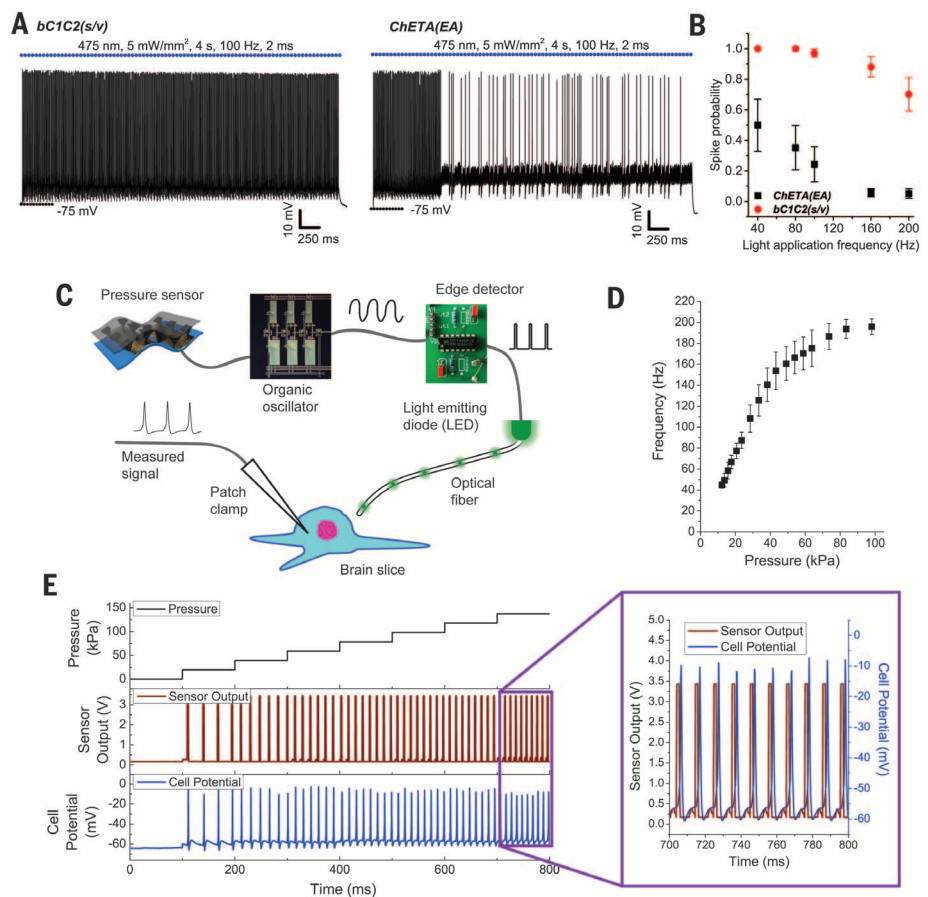 A
bC1C2(s/v)
475 nm, 5 mW/mm², 4 s, 100 Hz, 2 ms
-75 mV
10 mV
250 ms
ChETA(EA)
475 nm, 5 mW/mm², 4 s, 100 Hz, 2 ms
-75 mV
10 mV
250 ms
B
Spike probability
1.0
0.8
0.6
0.4
0.2
0.0
ChETA(EA)
bC1C2(s/v)
40 80 120 160 200
Light application frequency (Hz)
C
Pressure sensor
Organic
oscillator
Edge detector
Light emitting
diode (LED)
Optical
fiber
Measured
signal
Patch
clamp
Brain slice
D
Frequency (Hz)
220
200
180
160
140
120
100
80
60
40
20
0
0 20 40 60 80 100
Pressure (kPa)
E
Pressure
(kPa)
150
100
50
0
Pressure
Sensor
Output (V)
3
2
1
0
Sensor Output
Cell
Potential
(mV)
0
-20
-40
-60
Cell Potential
0 200 400 600 800
Time (ms)
Sensor Output (V)
5.0
4.5
4.0
3.5
3.0
2.5
2.0
1.5
1.0
0.5
0.0
Sensor Output
Cell Potential
0
-10
-20
-30
-40
-50
-60
Cell Potential (mV)
700 720 740 760 780 800
Time (ms)